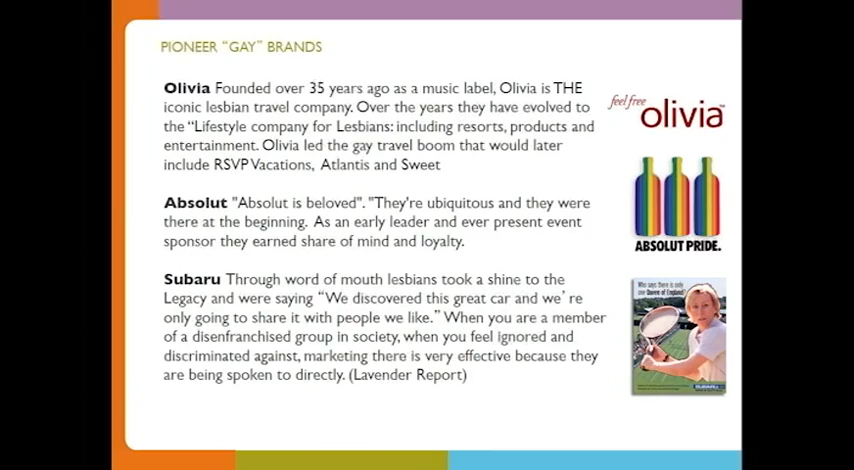 PIONEER "GAY" BRANDS
Olivia Founded over 35 years ago as a music label, Olivia is THE
iconic lesbian travel company. Over the years they have evolved to
the "Lifestyle company for Lesbians: including resorts, products and
entertainment. Olivia led the gay travel boom that would later
include RSVP Vacations, Atlantis and Sweet
feel free
olivia™
Absolut "Absolut is beloved". "They're ubiquitous and they were
there at the beginning. As an early leader and ever present event
sponsor they earned share of mind and loyalty.
ABSOLUT PRIDE.
Subaru Through word of mouth lesbians took a shine to the
Legacy and were saying "We discovered this great car and we're
only going to share it with people we like." When you are a member
of a disenfranchised group in society, when you feel ignored and
discriminated against, marketing there is very effective because they
are being spoken to directly. (Lavender Report)
Who says there is only
one Queen of England?
SUBARU